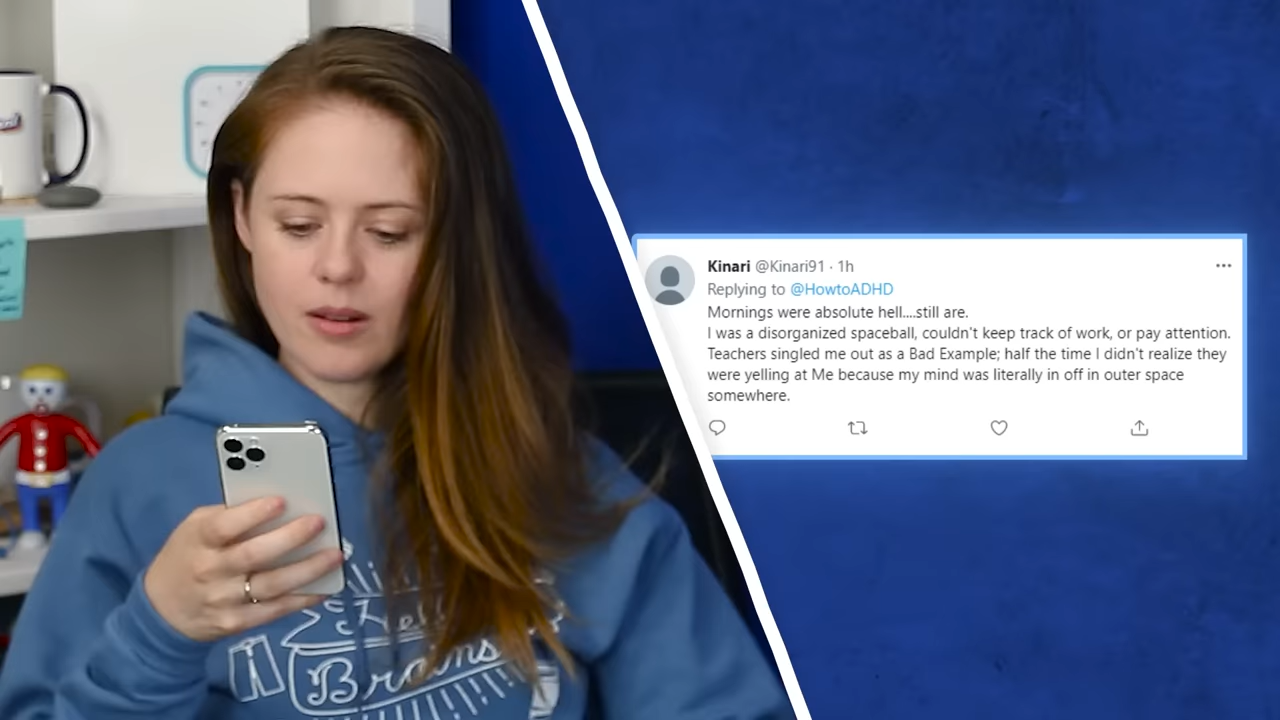 Kinari @Kinari91 · 1h
Replying to @HowtoADHD
Mornings were absolute hell....still are.
I was a disorganized spaceball, couldn't keep track of work, or pay attention.
Teachers singled me out as a Bad Example; half the time I didn't realize they
were yelling at Me because my mind was literally in off in outer space
somewhere.
Hello
Brains